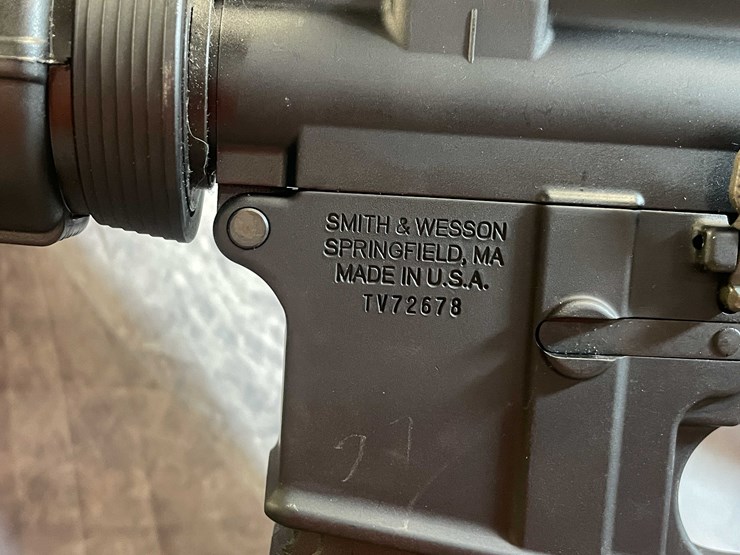 SMITH & WESSON
SPRINGFIELD, MA
MADE IN U.S.A.
TV72678